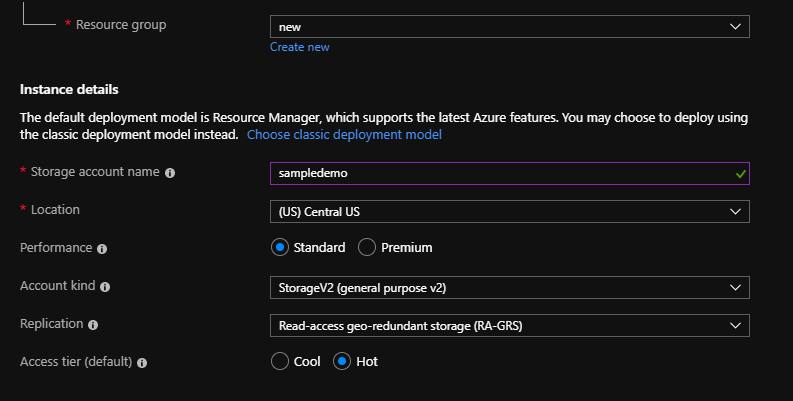 * Resource group
new
Create new
Instance details
The default deployment model is Resource Manager, which supports the latest Azure features. You may choose to deploy using
the classic deployment model instead. Choose classic deployment model
* Storage account name
sampledemo
* Location
(US) Central US
Performance
Standard
Premium
Account kind
StorageV2 (general purpose v2)
Replication
Read-access geo-redundant storage (RA-GRS)
Access tier (default)
Cool
Hot